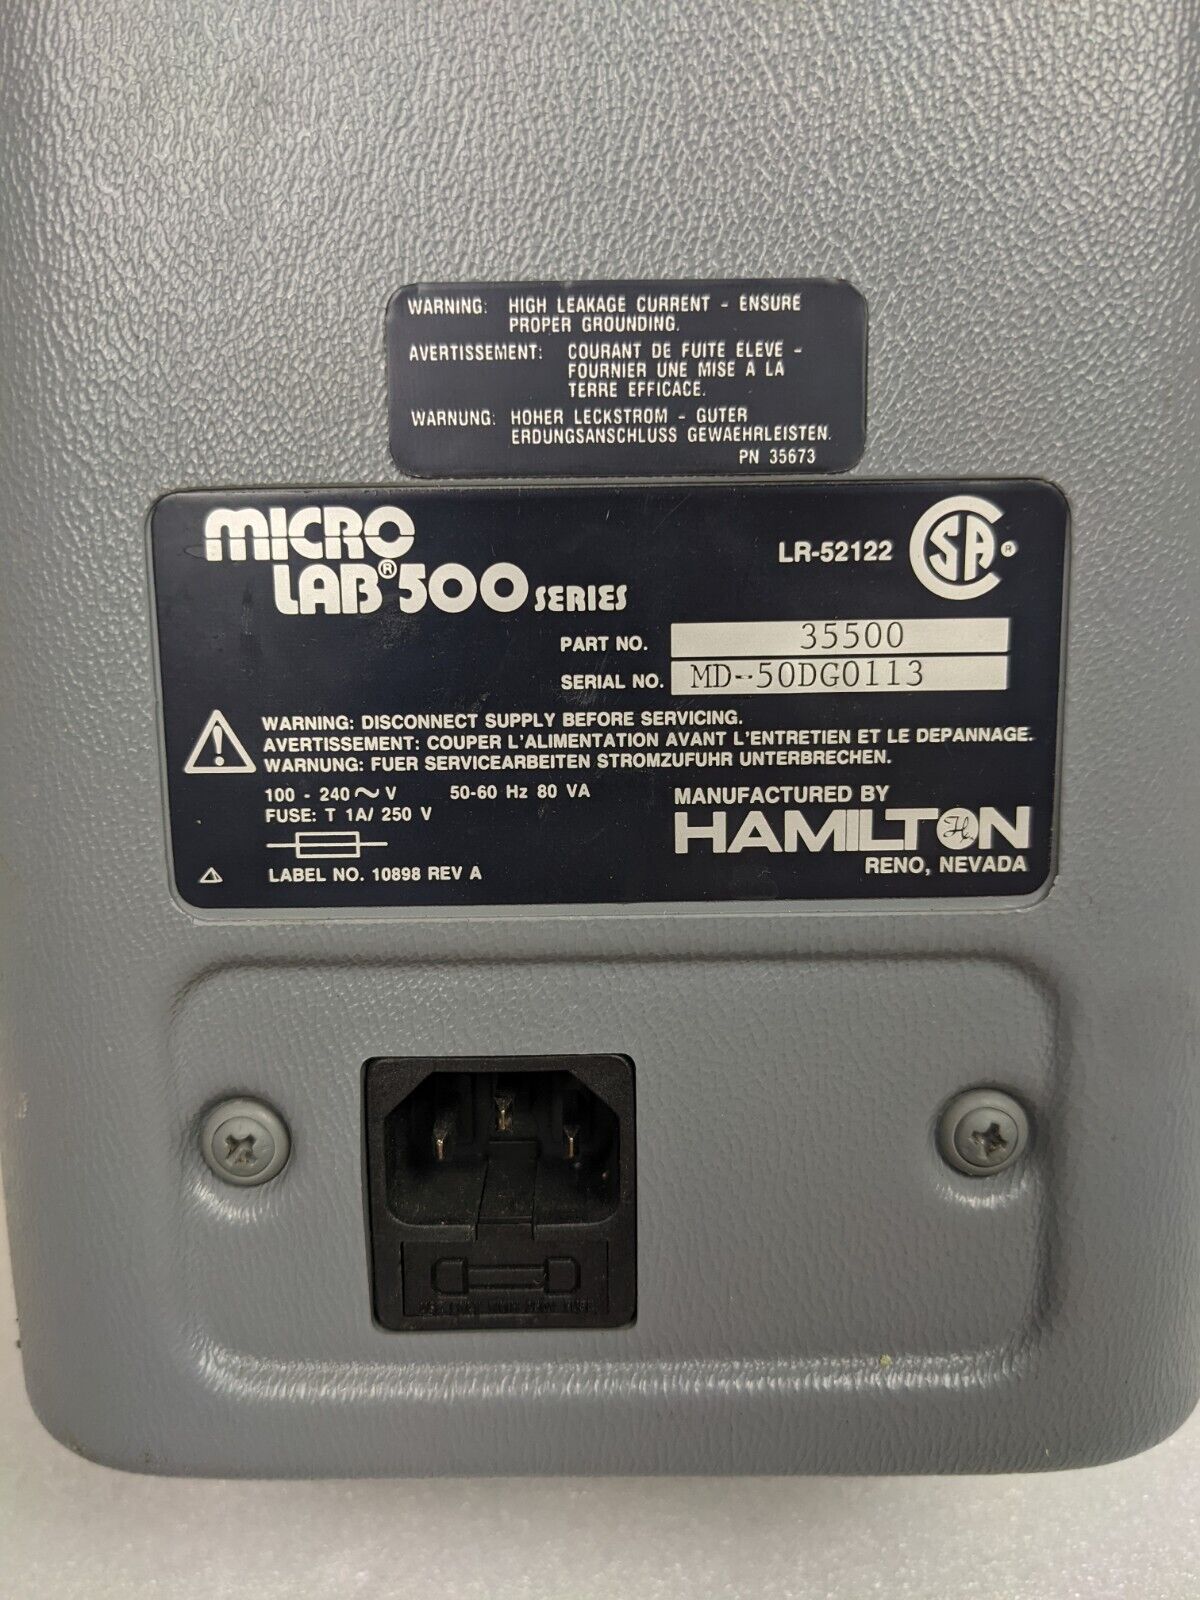 WARNING: HIGH LEAKAGE CURRENT - ENSURE
PROPER GROUNDING.
AVERTISSEMENT: COURANT DE FUITE ELEVE -
FOURNIER UNE MISE A LA
TERRE EFFICACE.
WARNUNG: HOHER LECKSTROM - GUTER
ERDUNGSANSCHLUSS GEWAEHRLEISTEN.
PN 35673
MICRO
LAB® 500 SERIES
LR-52122 SA ®
PART NO. 35500
SERIAL NO. MD-50DG0113
WARNING: DISCONNECT SUPPLY BEFORE SERVICING.
AVERTISSEMENT: COUPER L'ALIMENTATION AVANT L'ENTRETIEN ET LE DEPANNAGE.
WARNUNG: FUER SERVICEARBEITEN STROMZUFUHR UNTERBRECHEN.
100 - 240 ~ V 50-60 Hz 80 VA
FUSE: T 1A/ 250 V
LABEL NO. 10898 REV A
MANUFACTURED BY
HAMILTON
RENO, NEVADA